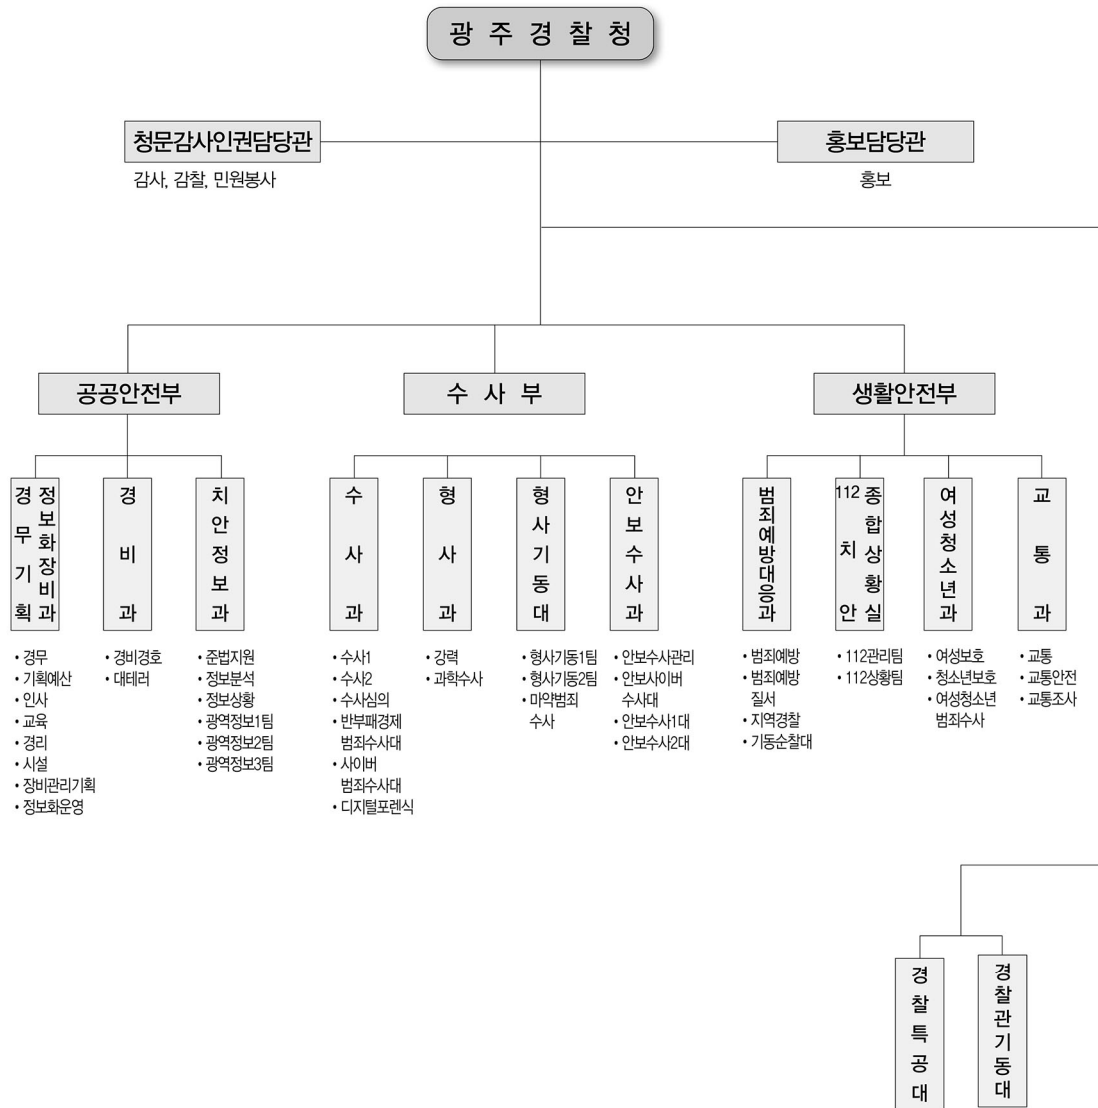 광 주 경 찰 청
청문감사인권담당관
감사, 감찰, 민원봉사
홍보담당관
홍보
공공안전부
수 사 부
생활안전부
경무기획
정보화장비과
• 경무
• 기획예산
• 인사
• 교육
• 경리
• 시설
• 장비관리기획
• 정보화운영
경비과
• 경비경호
• 대테러
치안정보과
• 준법지원
• 정보분석
• 정보상황
• 광역정보1팀
• 광역정보2팀
• 광역정보3팀
수사과
• 수사1
• 수사2
• 수사심의
• 반부패경제
범죄수사대
• 사이버
범죄수사대
• 디지털포렌식
형사과
• 강력
• 과학수사
형사기동대
• 형사기동1팀
• 형사기동2팀
• 마약범죄
수사
안보수사과
• 안보수사관리
• 안보사이버
수사대
• 안보수사1대
• 안보수사2대
범죄예방대응과
• 범죄예방
• 범죄예방
질서
• 지역경찰
• 기동순찰대
112치안
종합상황실
• 112관리팀
• 112상황팀
여성청소년과
• 여성보호
• 청소년보호
• 여성청소년
범죄수사
교통과
• 교통
• 교통안전
• 교통조사
경찰특공대
경찰관기동대